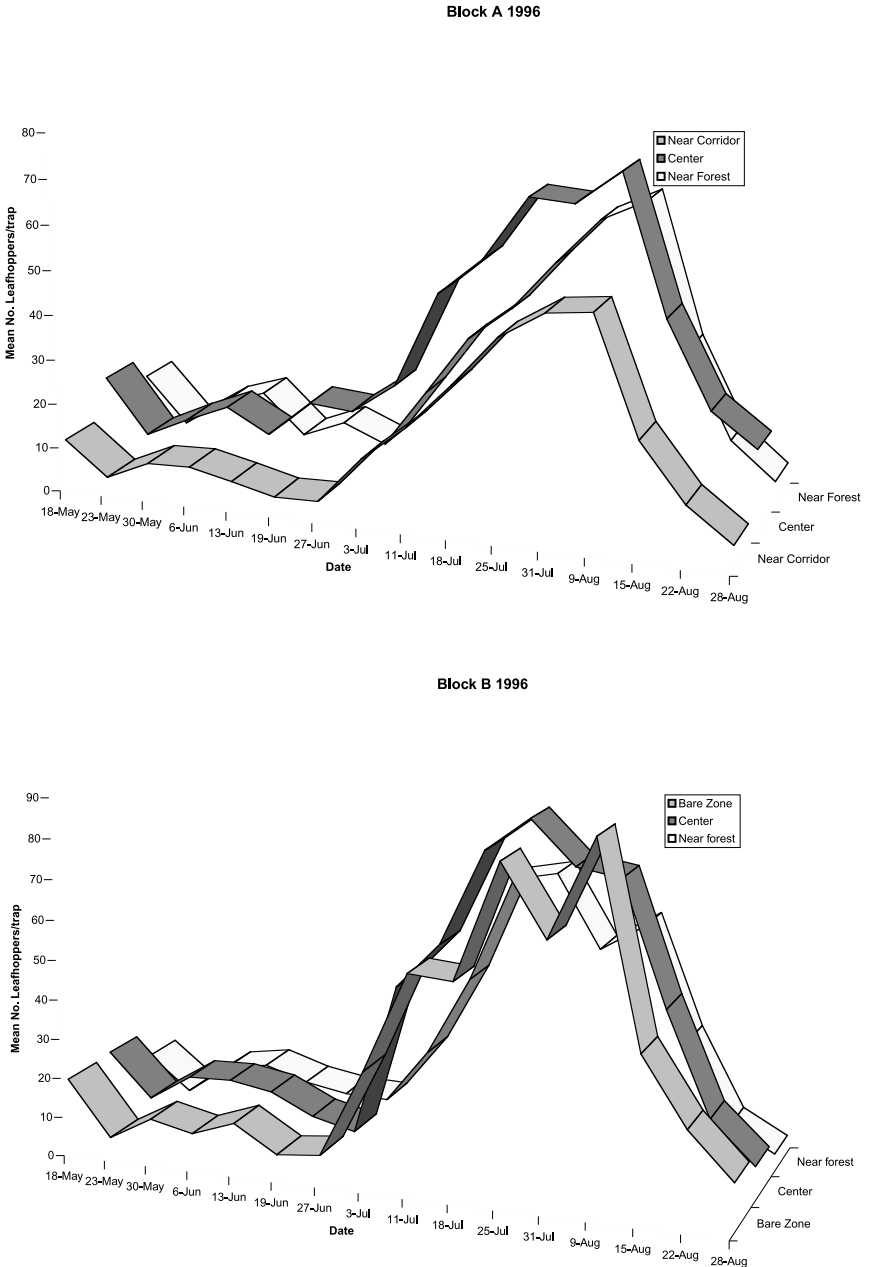 Block A 1996
80
70
60
50
40
30
20
10
0
Mean No. Leafhoppers/trap
Near Corridor
Center
Near Forest
18-May
23-May
30-May
6-Jun
13-Jun
19-Jun
27-Jun
3-Jul
11-Jul
18-Jul
25-Jul
31-Jul
9-Aug
15-Aug
22-Aug
28-Aug
Date
Near Forest
Center
Near Corridor
Block B 1996
90
80
70
60
50
40
30
20
10
0
Mean No. Leafhoppers/trap
Bare Zone
Center
Near forest
18-May
23-May
30-May
6-Jun
13-Jun
19-Jun
27-Jun
3-Jul
11-Jul
18-Jul
25-Jul
31-Jul
9-Aug
15-Aug
22-Aug
28-Aug
Date
Near forest
Center
Bare Zone